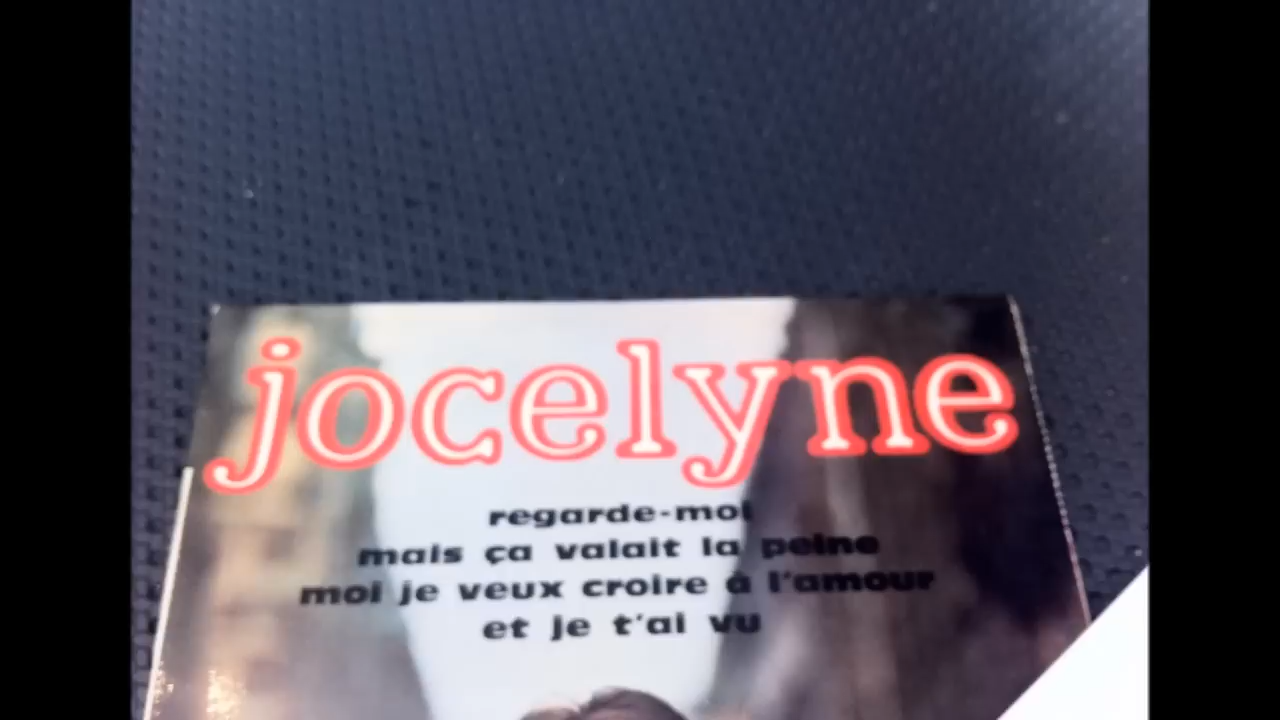 jocelyne
regarde-moi
mais ça valait la peine
moi je veux croire à l'amour
et je t'ai vu